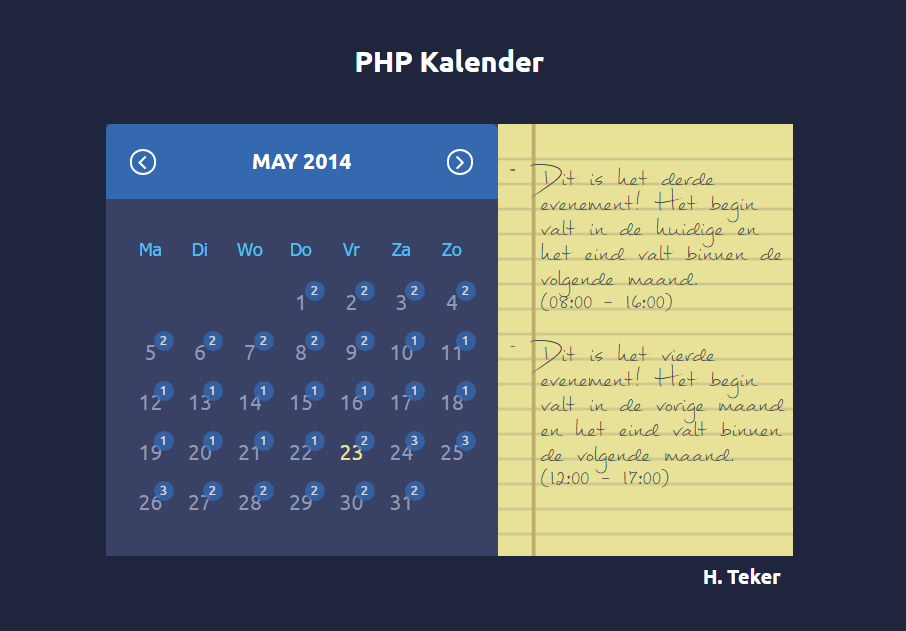 PHP Kalender
MAY 2014
Ma Di Wo Do Vr Za Zo
1 2 2 2 3 2 4 2
5 2 6 2 7 2 8 2 9 2 10 1 11 1
12 1 13 1 14 1 15 1 16 1 17 1 18 1
19 1 20 1 21 1 22 1 23 2 24 3 25 3
26 3 27 2 28 2 29 2 30 2 31 2
- Dit is het derde
evenement! Het begin
valt in de huidige en
het eind valt binnen de
volgende maand.
(08:00 - 16:00)
- Dit is het vierde
evenement! Het begin
valt in de vorige maand
en het eind valt binnen
de volgende maand.
(12:00 - 17:00)
H. Teker